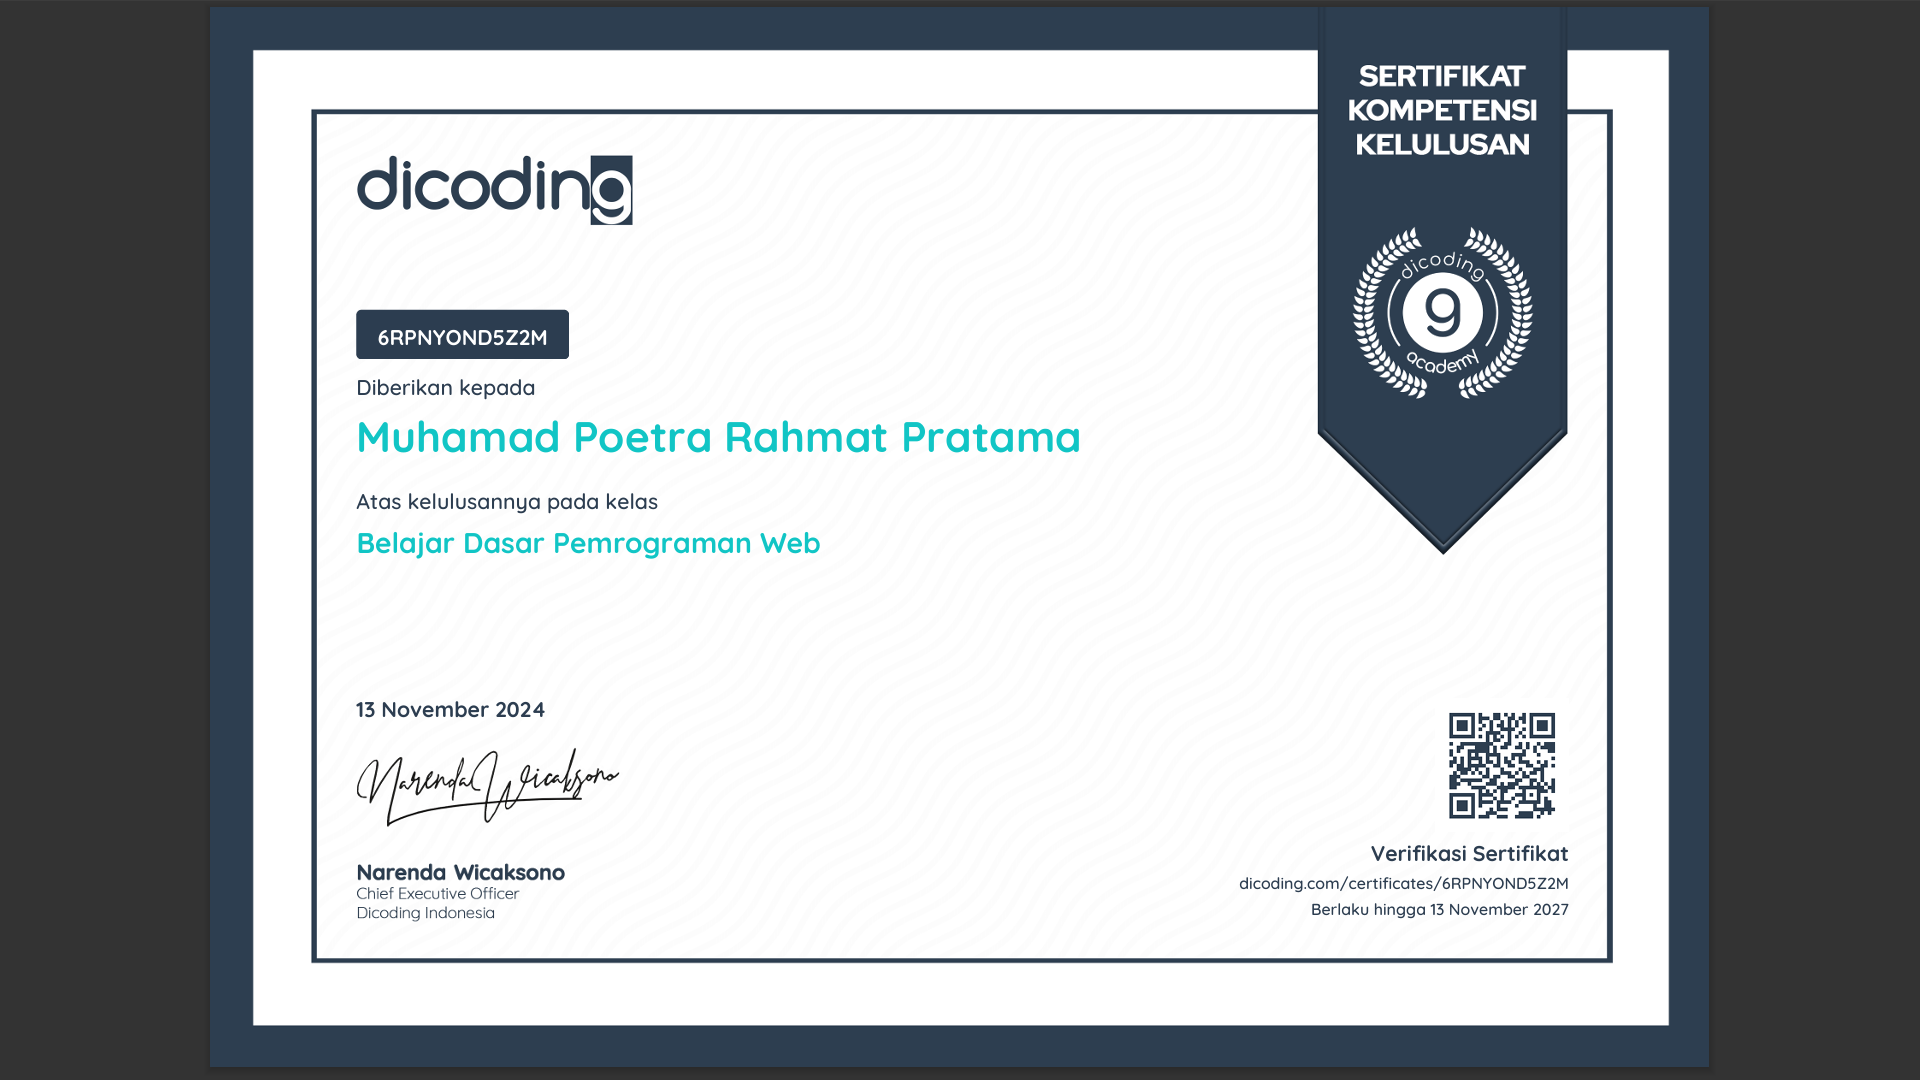 SERTIFIKAT
KOMPETENSI
KELULUSAN
dicoding
dicoding
9
academy
6RPNYOND5Z2M
Diberikan kepada
Muhamad Poetra Rahmat Pratama
Atas kelulusannya pada kelas
Belajar Dasar Pemrograman Web
13 November 2024
Narenda Wicaksono
Narenda Wicaksono
Chief Executive Officer
Dicoding Indonesia
Verifikasi Sertifikat
dicoding.com/certificates/6RPNYOND5Z2M
Berlaku hingga 13 November 2027